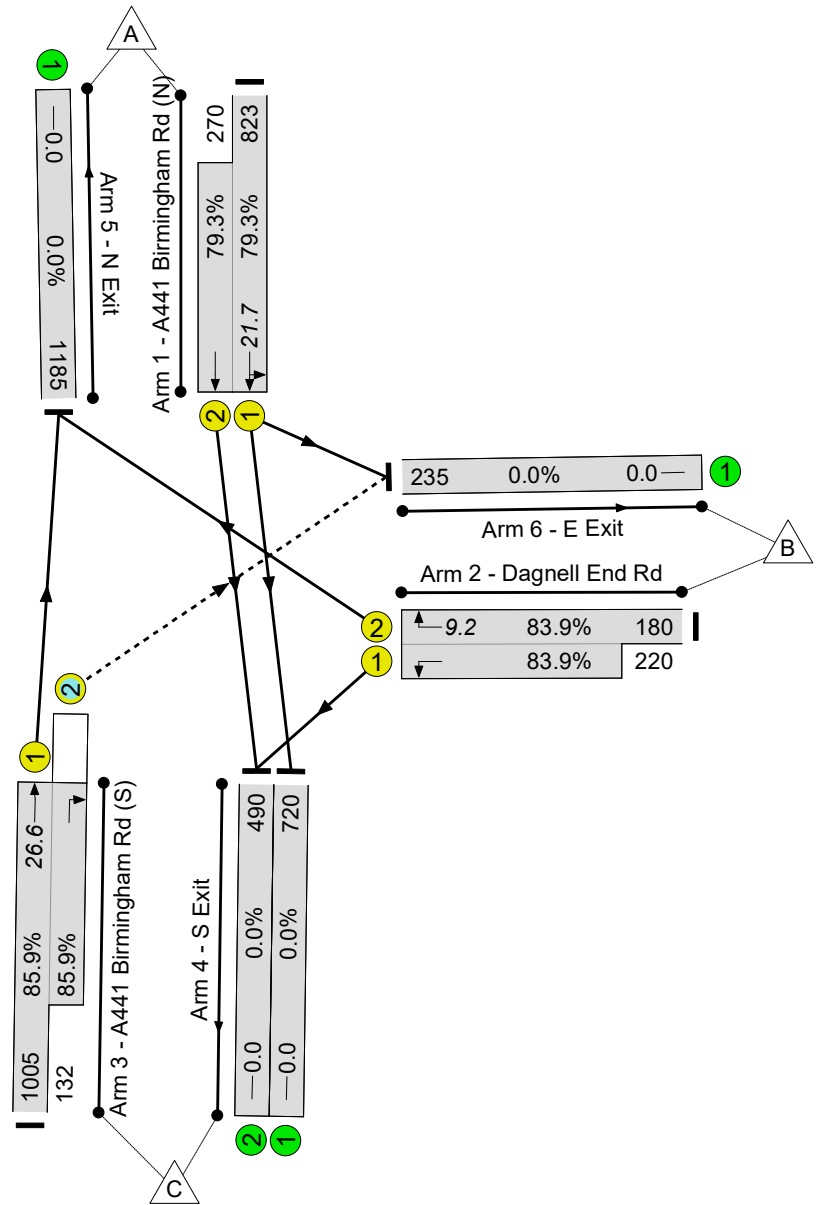 A
1
0.0 0.0% 1185
Arm 5 - N Exit
Arm 1 - A441 Birmingham Rd (N)
270 79.3%
823 79.3% 21.7
2
1
235 0.0% 0.0
1
Arm 6 - E Exit
B
Arm 2 - Dagnell End Rd
2
9.2 83.9% 180
1
83.9% 220
2
1
1005 85.9% 26.6
132 85.9%
Arm 3 - A441 Birmingham Rd (S)
Arm 4 - S Exit
0.0 0.0% 490
0.0 0.0% 720
2
1
C